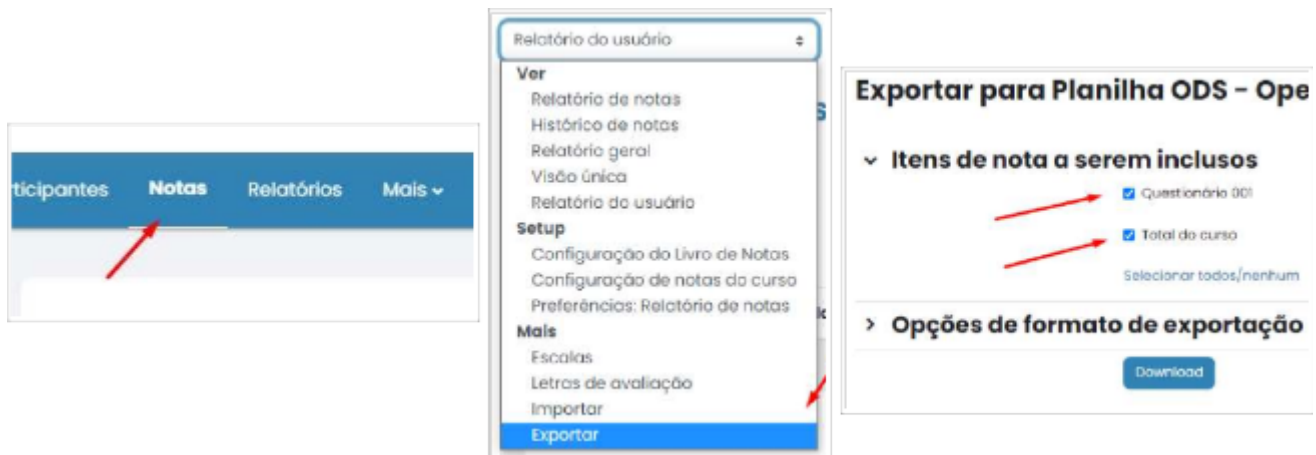 Notas Relatórios Mais
Relatório do usuário
Ver
Relatório de notas
Histórico de notas
Relatório geral
Visão única
Relatório do usuário
Setup
Configuração do Livro de Notas
Configuração de notas do curso
Preferências: Relatório de notas
Mais
Escalas
Letras de avaliação
Importar
Exportar
Exportar para Planilha ODS - Ope
Itens de nota a serem inclusos
Questionário 001
Total do curso
Selecionar todos/nenhum
Opções de formato de exportação
Download